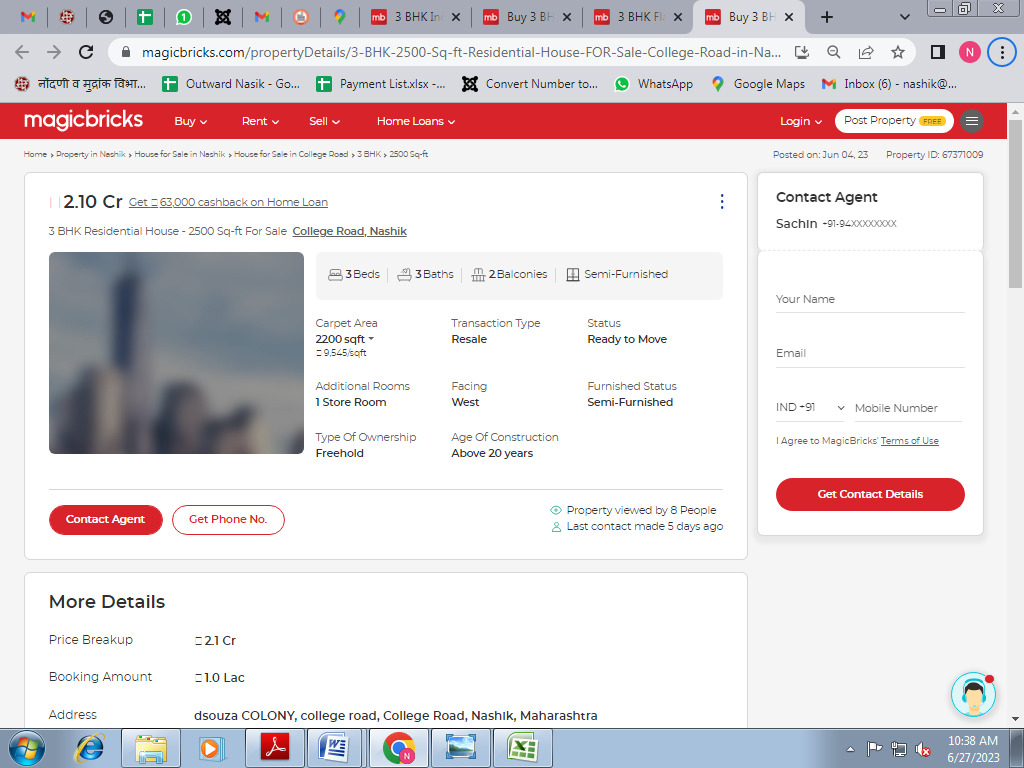 3 BHK In
Buy 3 BH
3 BHK Fl
Buy 3 BH
magicbricks.com/propertyDetails/3-BHK-2500-Sq-ft-Residential-House-FOR-Sale-College-Road-in-Na...
N
नोंदणी व मुद्रांक विभा...
Outward Nasik - Go...
Payment List.xlsx -...
Convert Number to...
WhatsApp
Google Maps
Inbox (6) - nashik@...
magicbricks
Buy
Rent
Sell
Home Loans
Login
Post Property FREE
Home › Property in Nashik › House for Sale in Nashik › House for Sale in College Road › 3 BHK › 2500 Sq-ft
Posted on: Jun 04, 23 Property ID: 67371009
2.10 Cr Get 63,000 cashback on Home Loan
3 BHK Residential House - 2500 Sq-ft For Sale College Road, Nashik
3 Beds
3 Baths
2 Balconies
Semi-Furnished
Carpet Area
2200 sqft
9,545/sqft
Transaction Type
Resale
Status
Ready to Move
Additional Rooms
1 Store Room
Facing
West
Furnished Status
Semi-Furnished
Type Of Ownership
Freehold
Age Of Construction
Above 20 years
Contact Agent
Get Phone No.
Property viewed by 8 People
Last contact made 5 days ago
Contact Agent
Sachin +91-94XXXXXXXX
Your Name
Email
IND +91
Mobile Number
I Agree to MagicBricks' Terms of Use
Get Contact Details
More Details
Price Breakup 2.1 Cr
Booking Amount 1.0 Lac
Address dsouza COLONY, college road, College Road, Nashik, Maharashtra
10:38 AM
6/27/2023